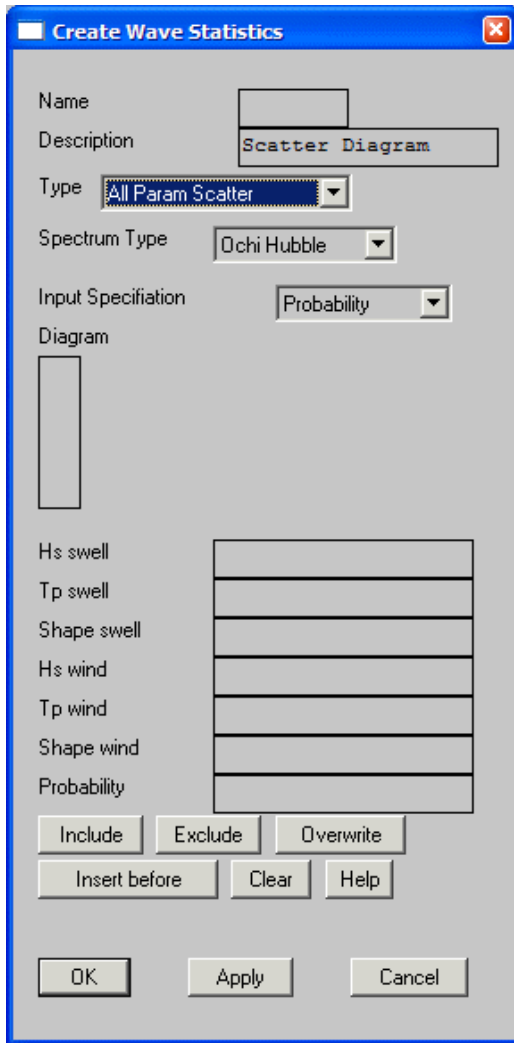 Create Wave Statistics
Name
Description Scatter Diagram
Type All Param Scatter
Spectrum Type Ochi Hubble
Input Specifiation Probability
Diagram
Hs swell
Tp swell
Shape swell
Hs wind
Tp wind
Shape wind
Probability
Include Exclude Overwrite
Insert before Clear Help
OK Apply Cancel